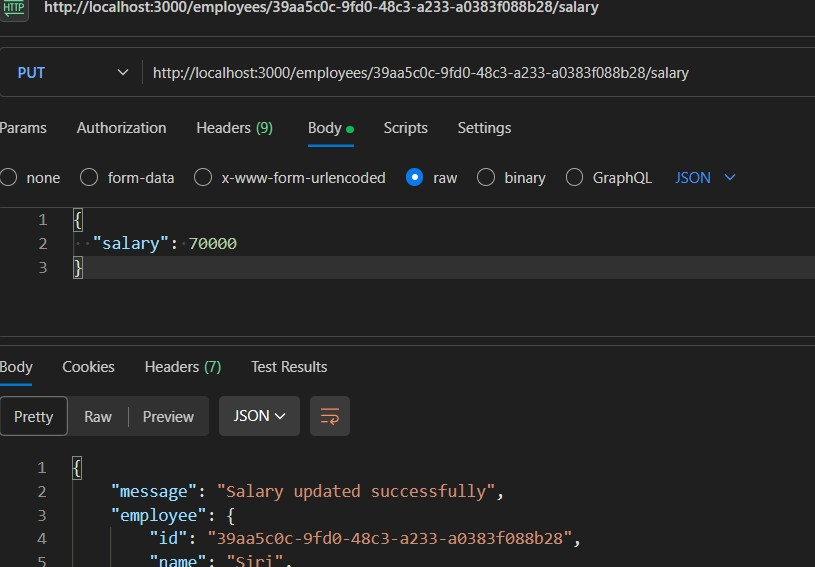 HTTP http://localhost:3000/employees/39aa5c0c-9fd0-48c3-a233-a0383f088b28/salary
PUT http://localhost:3000/employees/39aa5c0c-9fd0-48c3-a233-a0383f088b28/salary
Params Authorization Headers (9) Body Scripts Settings
none form-data x-www-form-urlencoded raw binary GraphQL JSON
1 {
2 "salary": 70000
3 }
Body Cookies Headers (7) Test Results
Pretty Raw Preview JSON
1 {
2 "message": "Salary updated successfully",
3 "employee": {
4 "id": "39aa5c0c-9fd0-48c3-a233-a0383f088b28",
5 "name": "Siri",